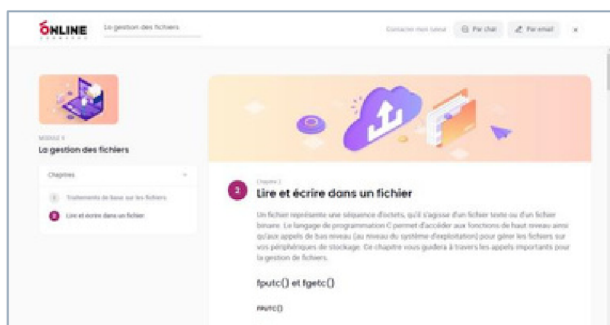 ONLINE
La gestion des fichiers
Contacter mon tuteur
Par chat
Par email
x
La gestion des fichiers
Chapitres
1 Traitements de base sur les fichiers
2 Lire et écrire dans un fichier
Chapitre 2
2 Lire et écrire dans un fichier
Un fichier représente une séquence d'octets, qu'il s'agisse d'un fichier texte ou d'un fichier
binaire. Le langage de programmation C permet d'accéder aux fonctions de haut niveau ainsi
qu'aux appels de bas niveau (au niveau du système d'exploitation) pour gérer les fichiers sur
vos périphériques de stockage. Ce chapitre vous guidera à travers les appels importants pour
la gestion de fichiers.
fputc() et fgetc()
FPUTC()